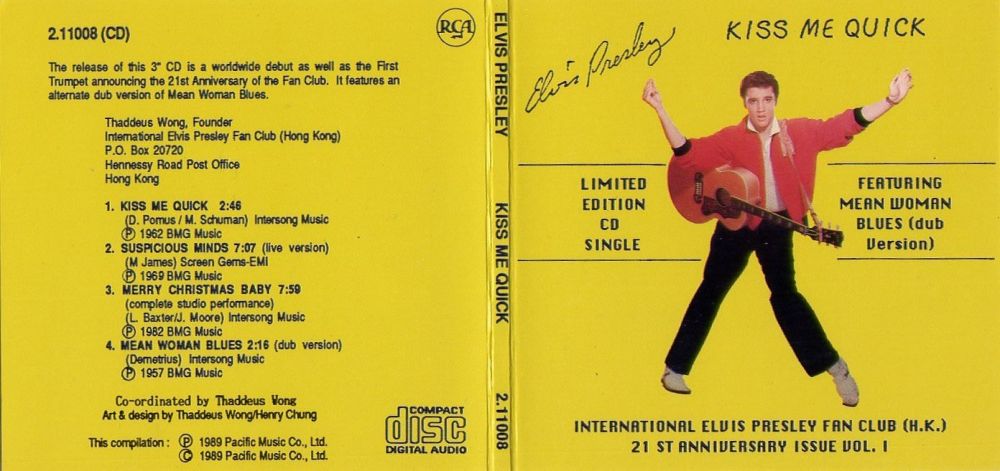 2.11008 (CD)
RCA
The release of this 3" CD is a worldwide debut as well as the First
Trumpet announcing the 21st Anniversary of the Fan Club. It features an
alternate dub version of Mean Woman Blues.
Thaddeus Wong, Founder
International Elvis Presley Fan Club (Hong Kong)
P.O. Box 20720
Hennessy Road Post Office
Hong Kong
1. KISS ME QUICK 2:46
(D. Pomus / M. Schuman) Intersong Music
Ⓟ 1962 BMG Music
2. SUSPICIOUS MINDS 7:07 (live version)
(M James) Screen Gems-EMI
Ⓟ 1969 BMG Music
3. MERRY CHRISTMAS BABY 7:59
(complete studio performance)
(L. Baxter/J. Moore) Intersong Music
Ⓟ 1982 BMG Music
4. MEAN WOMAN BLUES 2:16 (dub version)
(Demetrius) Intersong Music
Ⓟ 1957 BMG Music
Co-ordinated by Thaddeus Wong
Art & design by Thaddeus Wong/Henry Chung
This compilation : Ⓟ 1989 Pacific Music Co., Ltd.
© 1989 Pacific Music Co., Ltd.
COMPACT
disc
DIGITAL AUDIO
ELVIS PRESLEY KISS ME QUICK 2.11008
KISS ME QUICK
Elvis Presley
LIMITED
EDITION
CD
SINGLE
FEATURING
MEAN WOMAN
BLUES (dub
Version)
INTERNATIONAL ELVIS PRESLEY FAN CLUB (H.K.)
21 ST ANNIVERSARY ISSUE VOL. 1